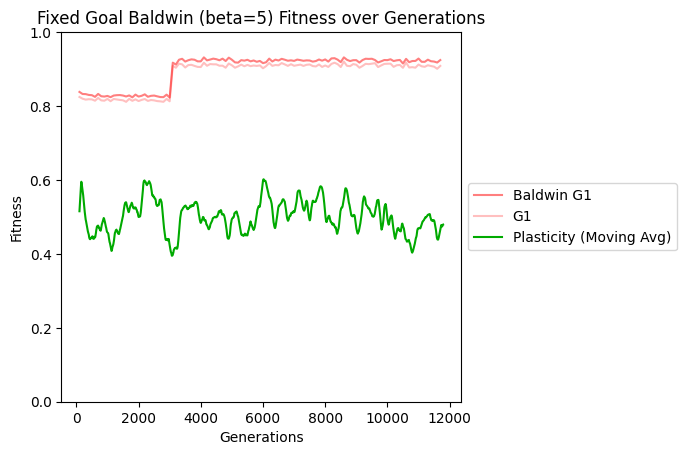 Fixed Goal Baldwin (beta=5) Fitness over Generations
1.0
0.8
0.6
0.4
0.2
0.0
Fitness
0 2000 4000 6000 8000 10000 12000
Generations
Baldwin G1
G1
Plasticity (Moving Avg)